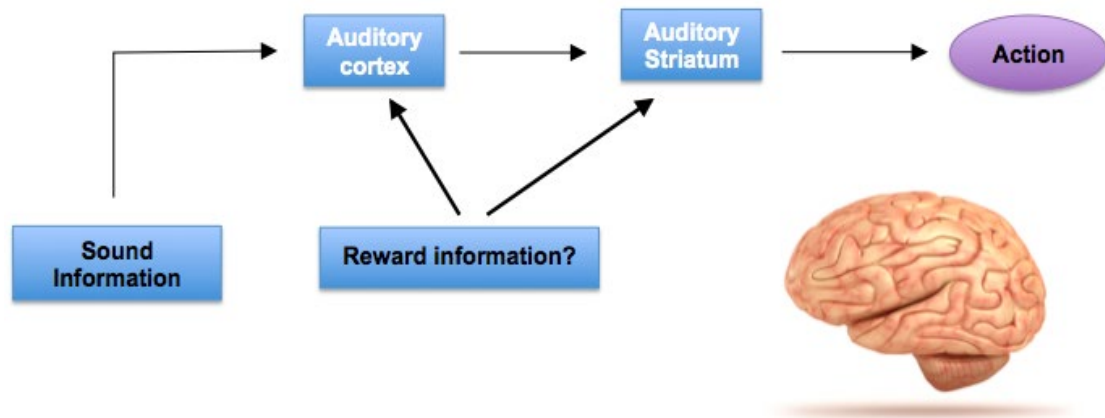 Auditory
cortex
Auditory
Striatum
Action
Sound
Information
Reward information?